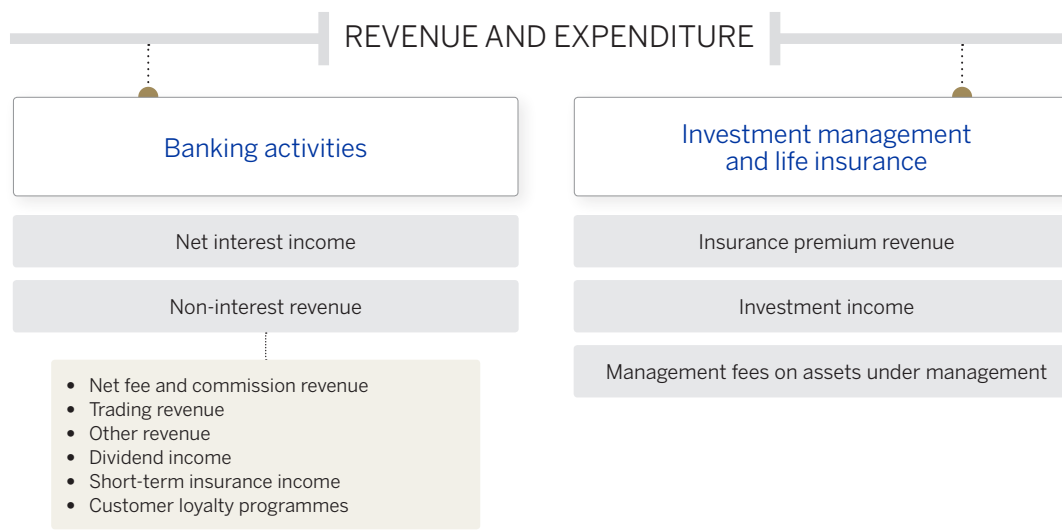 REVENUE AND EXPENDITURE
Banking activities
Net interest income
Non-interest revenue
• Net fee and commission revenue
• Trading revenue
• Other revenue
• Dividend income
• Short-term insurance income
• Customer loyalty programmes
Investment management
and life insurance
Insurance premium revenue
Investment income
Management fees on assets under management